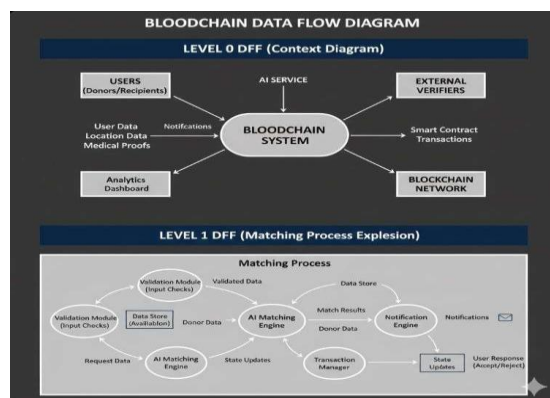 BLOODCHAIN DATA FLOW DIAGRAM
LEVEL 0 DFF (Context Diagram)
USERS
(Donors/Recipients)
AI SERVICE
EXTERNAL
VERIFIERS
User Data
Location Data
Medical Proofs
Notifcations
BLOODCHAIN
SYSTEM
Smart Contract
Transactions
Analytics
Dashboard
BLOCKCHAIN
NETWORK
LEVEL 1 DFF (Matching Process Explesion)
Matching Process
Validation Module
(Input Checks)
Validated Data
Data Store
Validation Module
(Input Checks)
Data Store
Donor Data
AI Matching
Engine
Match Results
Donor Data
Notification
Engine
Notifications
Request Data
AI Matiching
Engine
State Updates
Transaction
Manager
State
Updates
User Response
(Accept/Reject)